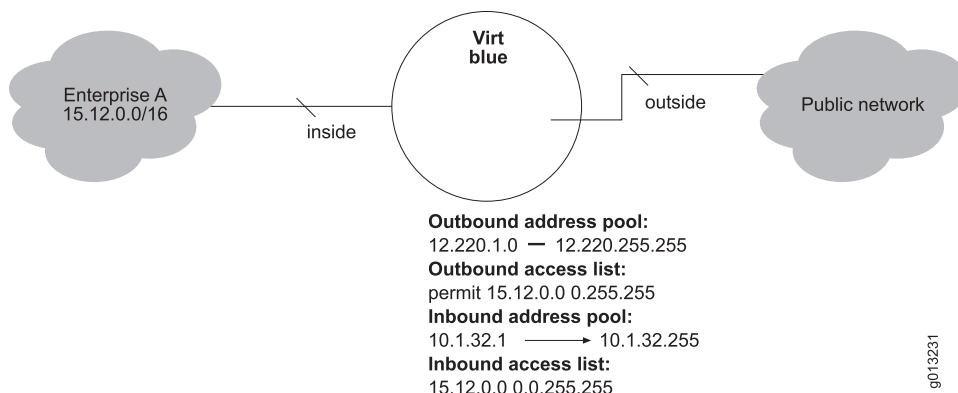 Virt
blue
Enterprise A
15.12.0.0/16
inside
outside
Public network
Outbound address pool:
12.220.1.0 — 12.220.255.255
Outbound access list:
permit 15.12.0.0 0.255.255
Inbound address pool:
10.1.32.1 → 10.1.32.255
Inbound access list:
15.12.0.0 0.0.255.255
g013231